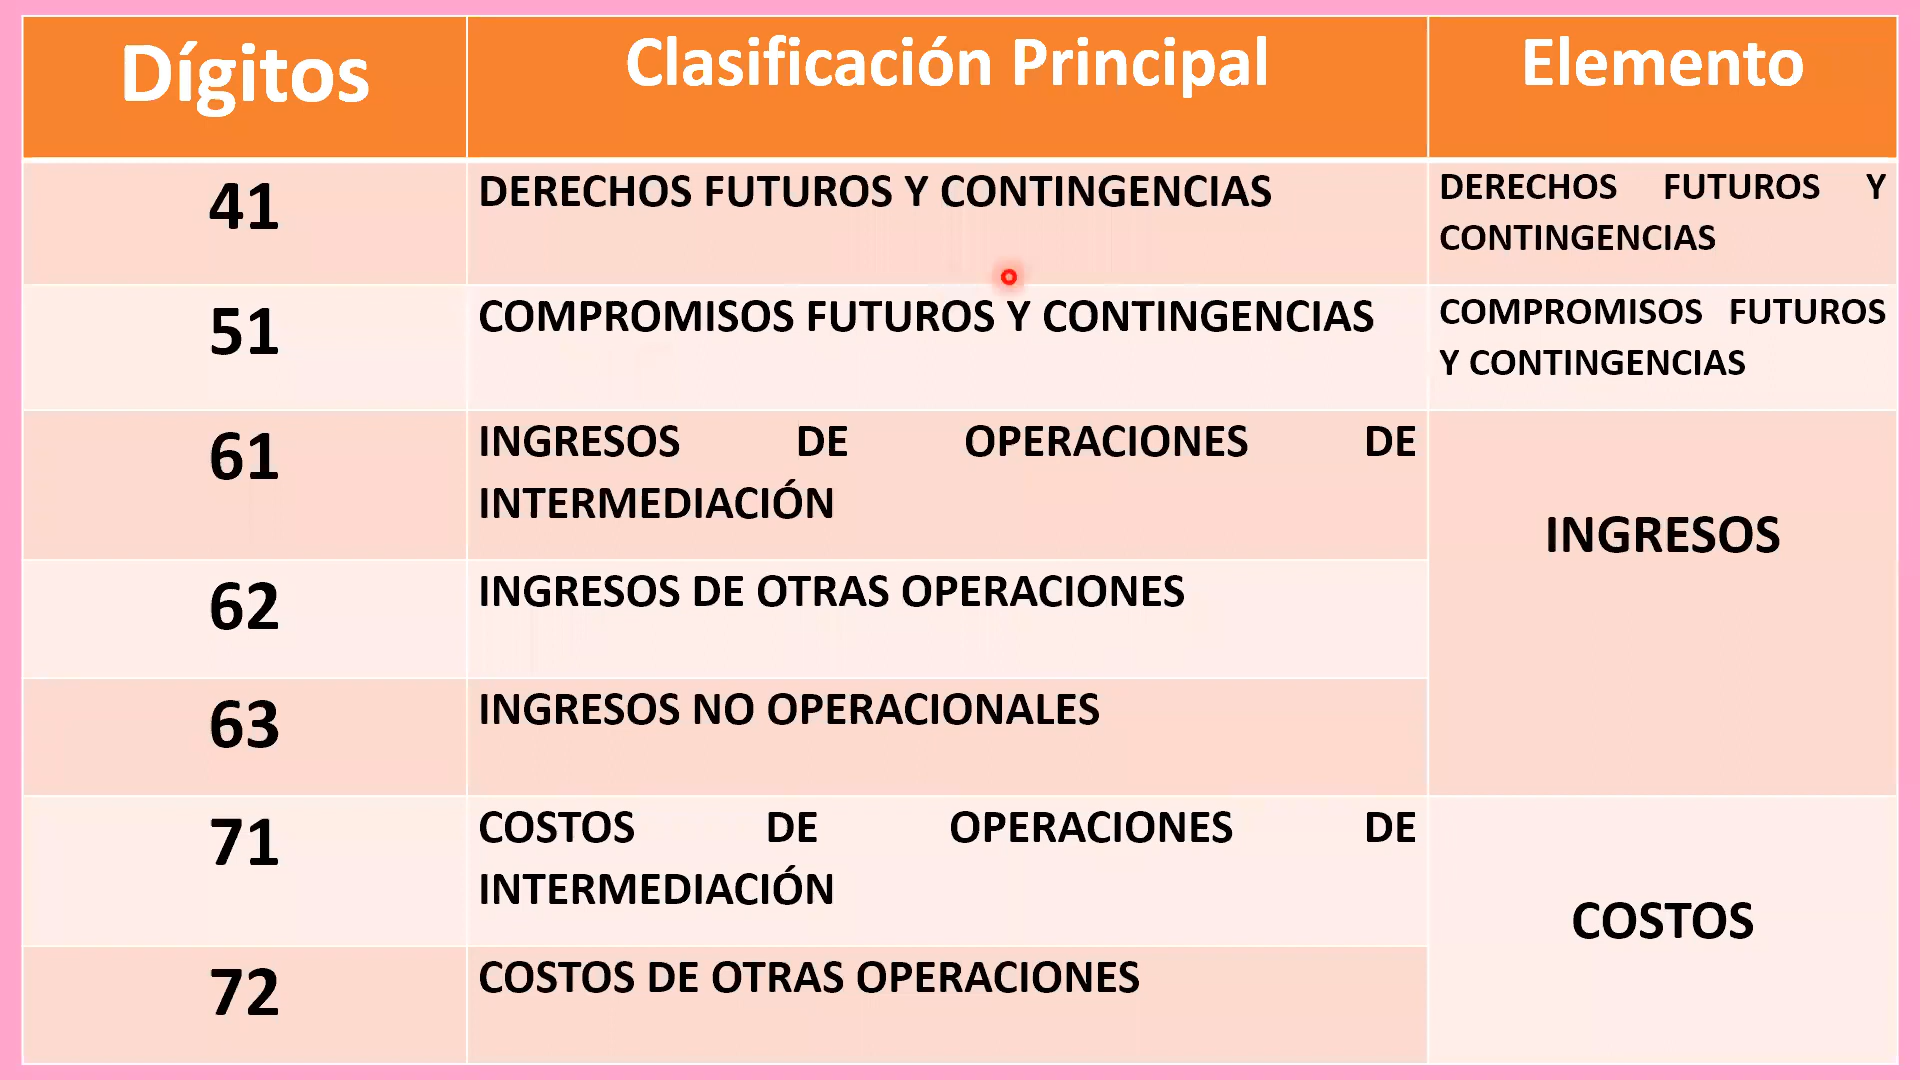 Dígitos
Clasificación Principal
Elemento
41
DERECHOS FUTUROS Y CONTINGENCIAS
DERECHOS FUTUROS Y
CONTINGENCIAS
51
COMPROMISOS FUTUROS Y CONTINGENCIAS
COMPROMISOS FUTUROS
Y CONTINGENCIAS
61
INGRESOS DE OPERACIONES DE
INTERMEDIACIÓN
INGRESOS
62
INGRESOS DE OTRAS OPERACIONES
63
INGRESOS NO OPERACIONALES
71
COSTOS DE OPERACIONES DE
INTERMEDIACIÓN
COSTOS
72
COSTOS DE OTRAS OPERACIONES